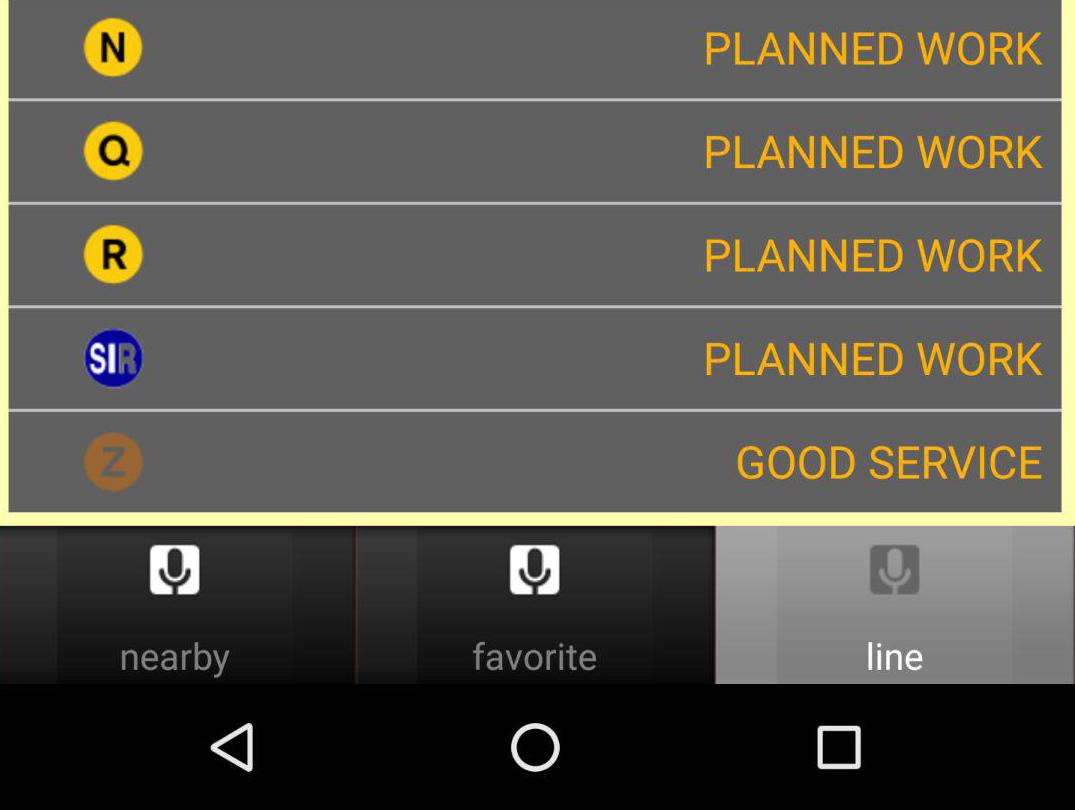 N PLANNED WORK
Q PLANNED WORK
R PLANNED WORK
SIR PLANNED WORK
Z GOOD SERVICE
nearby favorite line